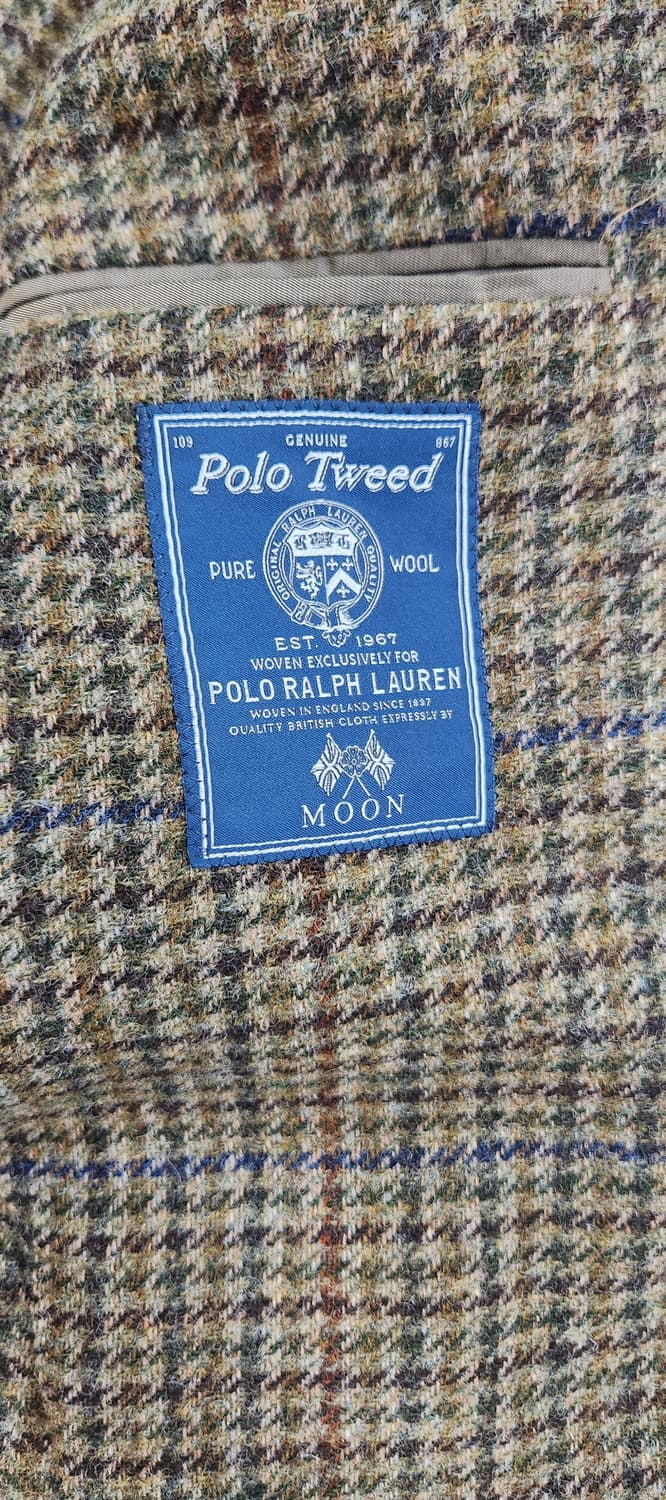 109 GENUINE 867
Polo Tweed
ORIGINAL RALPH LAUREN QUALITY
PURE WOOL
EST. 1967
WOVEN EXCLUSIVELY FOR
POLO RALPH LAUREN
WOVEN IN ENGLAND SINCE 1837
QUALITY BRITISH CLOTH EXPRESSLY BY
MOON